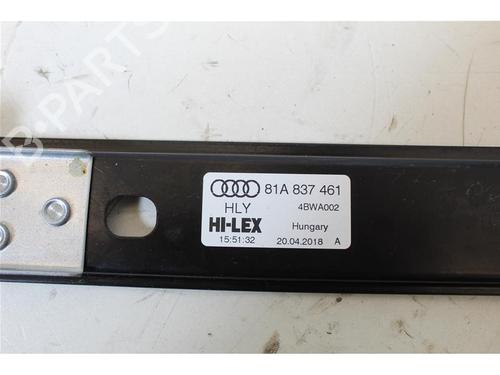 81A 837 461
HLY 4BWA002
HI-LEX Hungary
15:51:32 20.04.2018 A